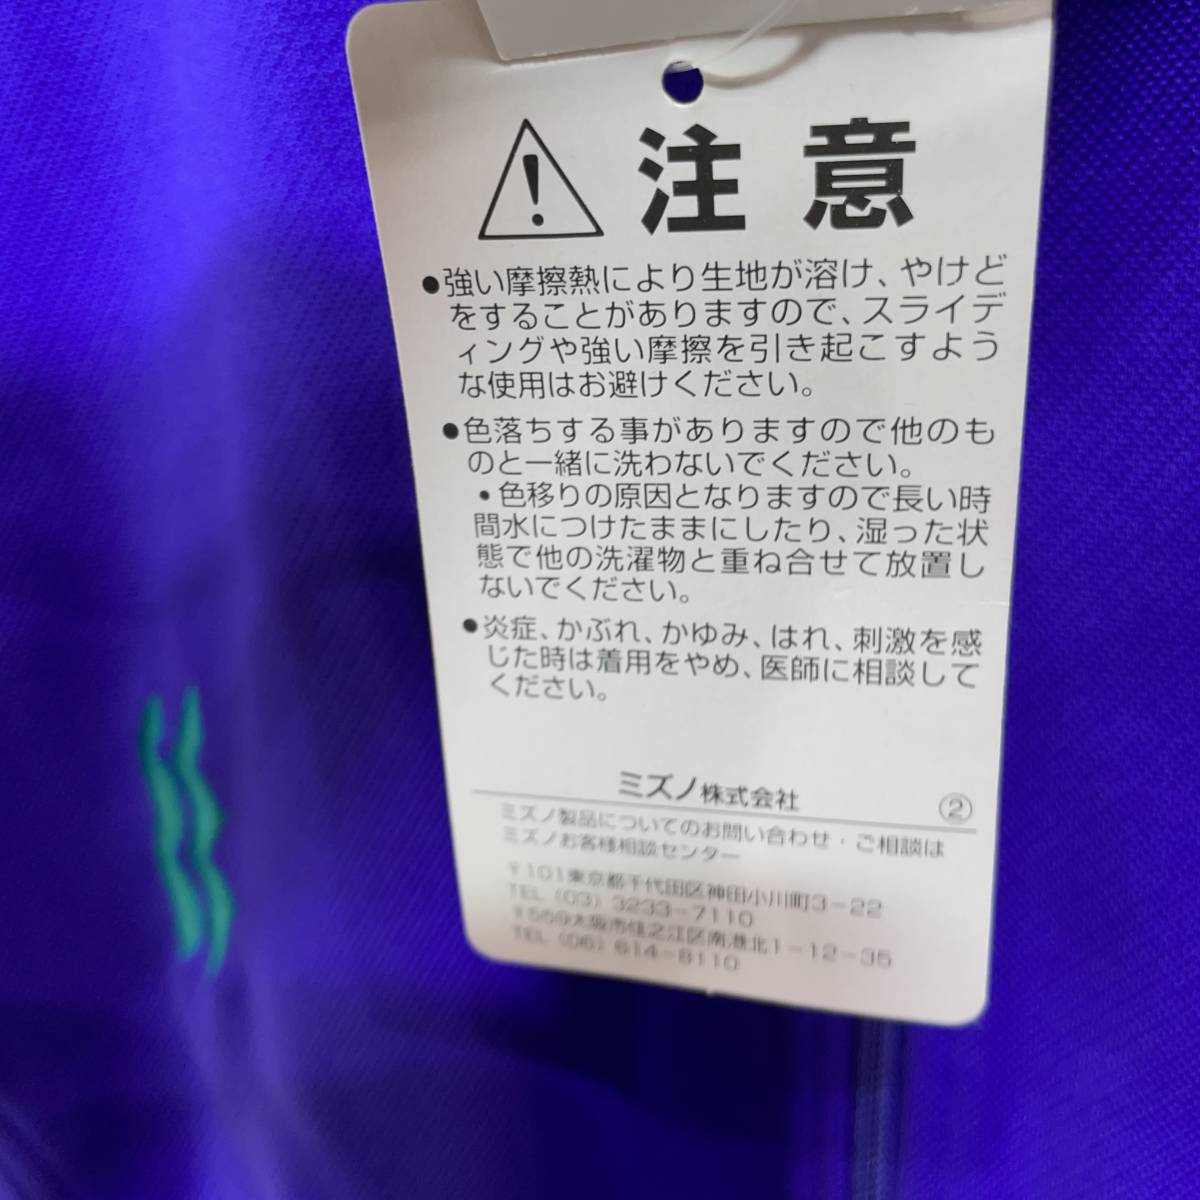 注意
●強い摩擦熱により生地が溶け、やけど
をすることがありますので、スライデ
ィングや強い摩擦を引き起こすよう
な使用はお避けください。
●色落ちする事がありますので他のも
のと一緒に洗わないでください。
・色移りの原因となりますので長い時
間水につけたままにしたり、湿った状
態で他の洗濯物と重ね合せて放置し
ないでください。
●炎症、かぶれ、かゆみ、はれ、刺激を感
じた時は着用をやめ、医師に相談して
ください。
ミズノ株式会社 ②
ミズノ製品についてのお問い合わせ・ご相談は
ミズノお客様相談センター
〒101東京都千代田区神田小川町3-22
TEL (03) 3233-7110
〒559大阪市住之江区南港北1-12-35
TEL (06) 614-8110